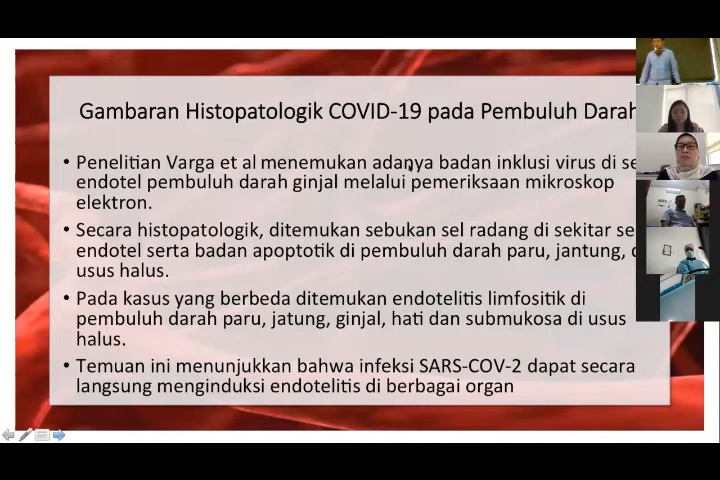 Gambaran Histopatologik COVID-19 pada Pembuluh Darah
• Penelitian Varga et al menemukan adanya badan inklusi virus di se
endotel pembuluh darah ginjal melalui pemeriksaan mikroskop
elektron.
• Secara histopatologik, ditemukan sebukan sel radang di sekitar se
endotel serta badan apoptotik di pembuluh darah paru, jantung,
usus halus.
• Pada kasus yang berbeda ditemukan endotelitis limfositik di
pembuluh darah paru, jatung, ginjal, hati dan submukosa di usus
halus.
• Temuan ini menunjukkan bahwa infeksi SARS-COV-2 dapat secara
langsung menginduksi endotelitis di berbagai organ